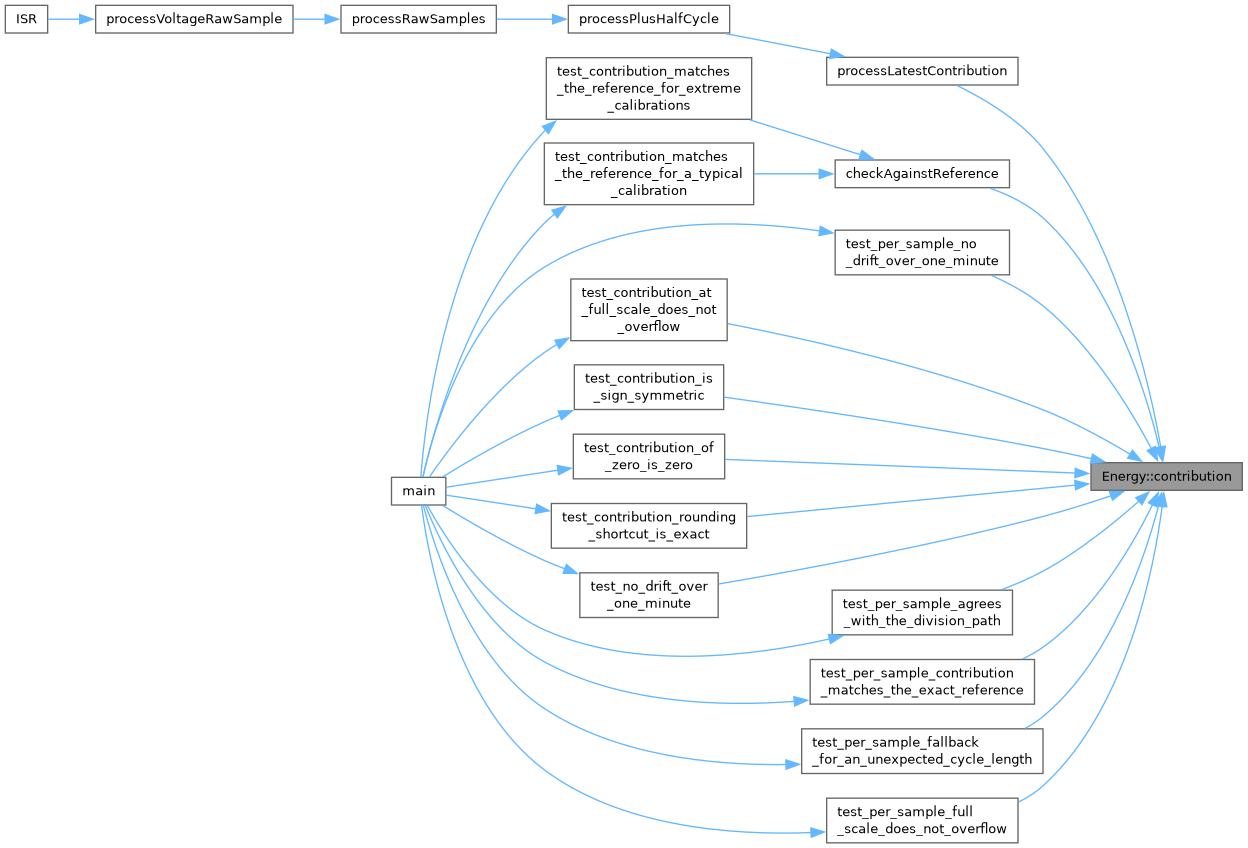 ISR
processVoltageRawSample
processRawSamples
processPlusHalfCycle
processLatestContribution
test_contribution_matches
_the_reference_for_extreme
_calibrations
test_contribution_matches
_the_reference_for_a_typical
_calibration
checkAgainstReference
test_per_sample_no
_drift_over_one_minute
test_contribution_at
_full_scale_does_not
_overflow
test_contribution_is
_sign_symmetric
test_contribution_of
_zero_is_zero
main
Energy::contribution
test_contribution_rounding
_shortcut_is_exact
test_no_drift_over
_one_minute
test_per_sample_agrees
_with_the_division_path
test_per_sample_contribution
_matches_the_exact_reference
test_per_sample_fallback
_for_an_unexpected_cycle_length
test_per_sample_full
_scale_does_not_overflow